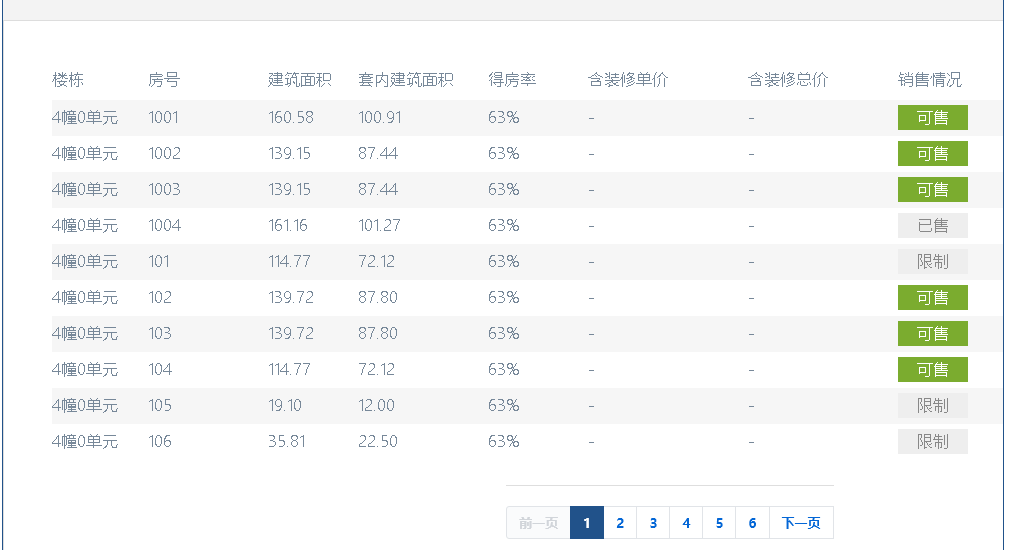 楼栋 房号 建筑面积 套内建筑面积 得房率 含装修单价 含装修总价 销售情况
4幢0单元 1001 160.58 100.91 63% - - 可售
4幢0单元 1002 139.15 87.44 63% - - 可售
4幢0单元 1003 139.15 87.44 63% - - 可售
4幢0单元 1004 161.16 101.27 63% - - 已售
4幢0单元 101 114.77 72.12 63% - - 限制
4幢0单元 102 139.72 87.80 63% - - 可售
4幢0单元 103 139.72 87.80 63% - - 可售
4幢0单元 104 114.77 72.12 63% - - 可售
4幢0单元 105 19.10 12.00 63% - - 限制
4幢0单元 106 35.81 22.50 63% - - 限制
前一页 1 2 3 4 5 6 下一页